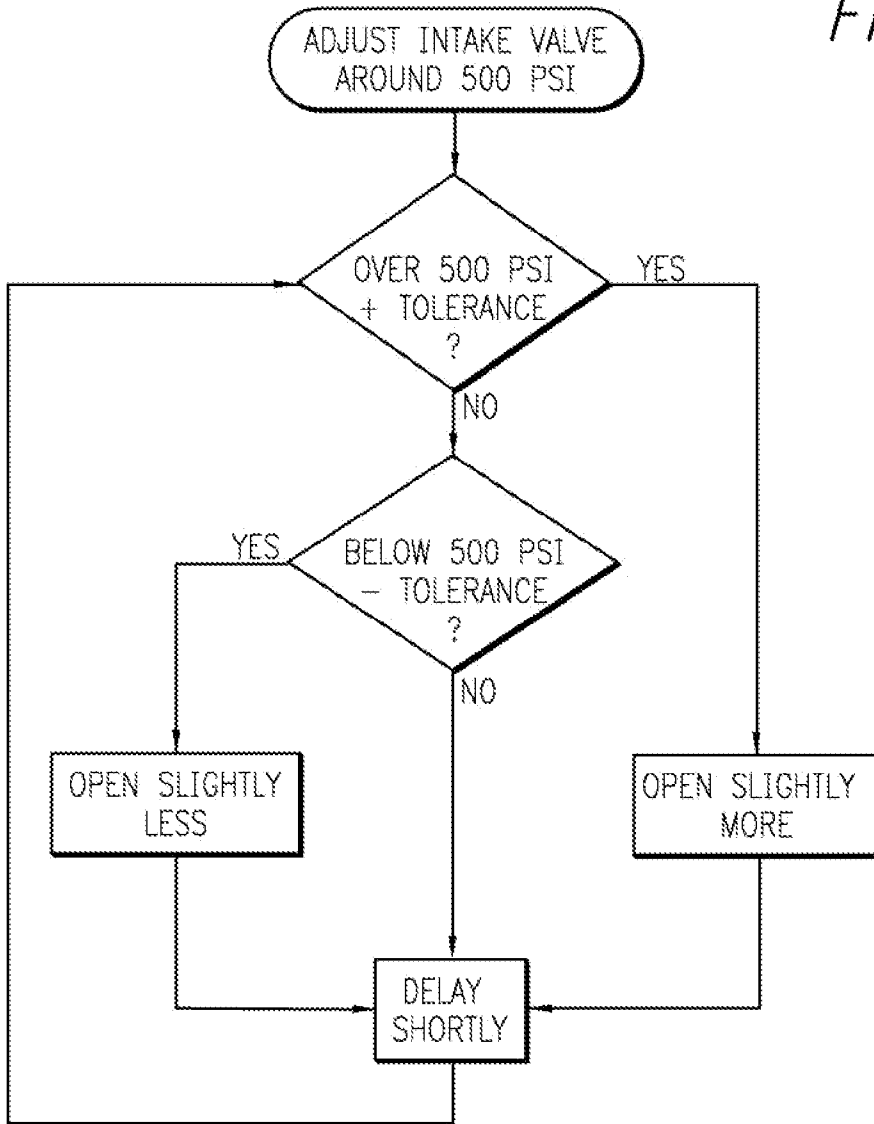 ADJUST INTAKE VALVE
AROUND 500 PSI
OVER 500 PSI
+ TOLERANCE
?
YES
NO
BELOW 500 PSI
– TOLERANCE
?
YES
NO
OPEN SLIGHTLY
LESS
OPEN SLIGHTLY
MORE
DELAY
SHORTLY